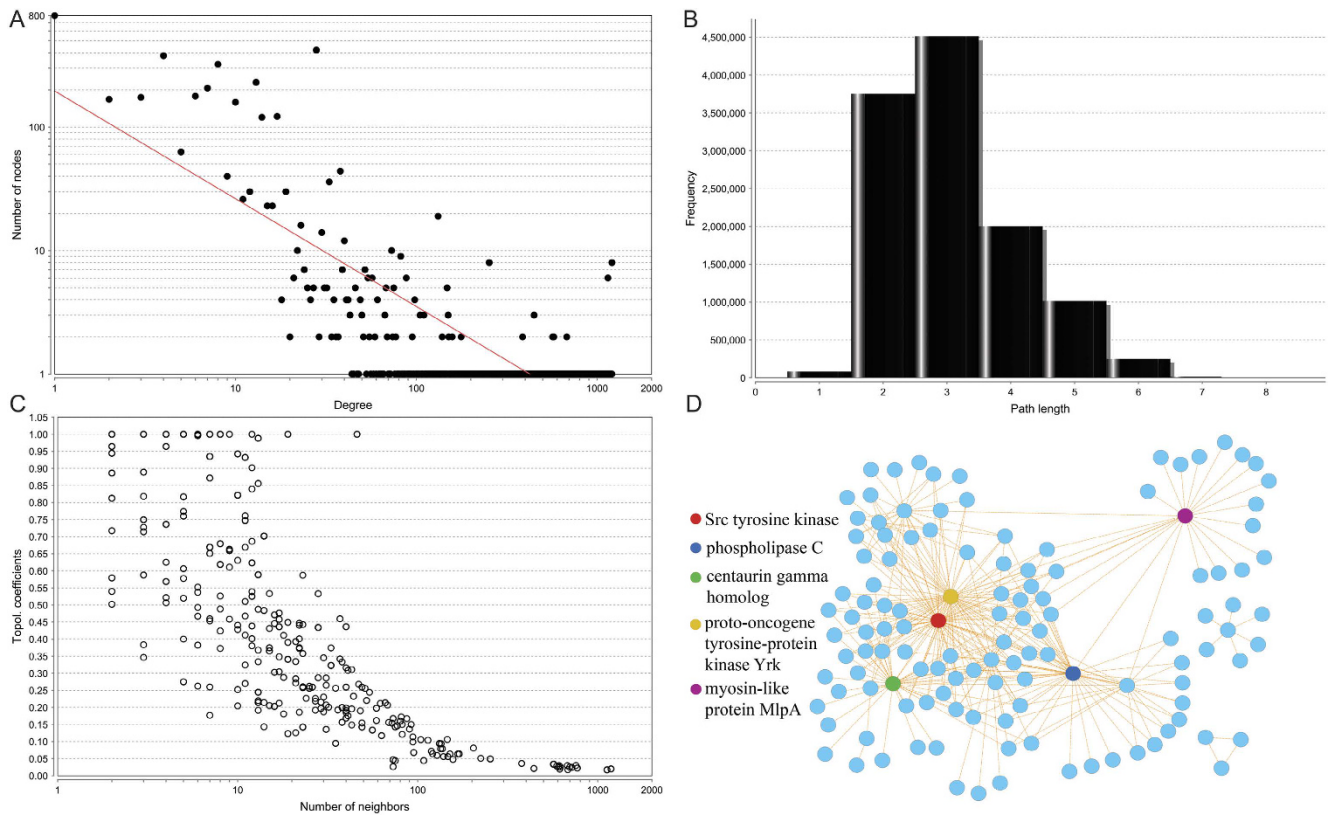 A
800
100
10
1
Number of nodes
1
10
100
1000
2000
Degree
B
4,500,000
4,000,000
3,500,000
3,000,000
2,500,000
2,000,000
1,500,000
1,000,000
500,000
0
Frequency
0
1
2
3
4
5
6
7
8
Path length
C
1.05
1.00
0.95
0.90
0.85
0.80
0.75
0.70
0.65
0.60
0.55
0.50
0.45
0.40
0.35
0.30
0.25
0.20
0.15
0.10
0.05
0.00
Topol. coefficients
1
10
100
1000
2000
Number of neighbors
D
Src tyrosine kinase
phospholipase C
centaurin gamma
homolog
proto-oncogene
tyrosine-protein
kinase Yrk
myosin-like
protein MlpA